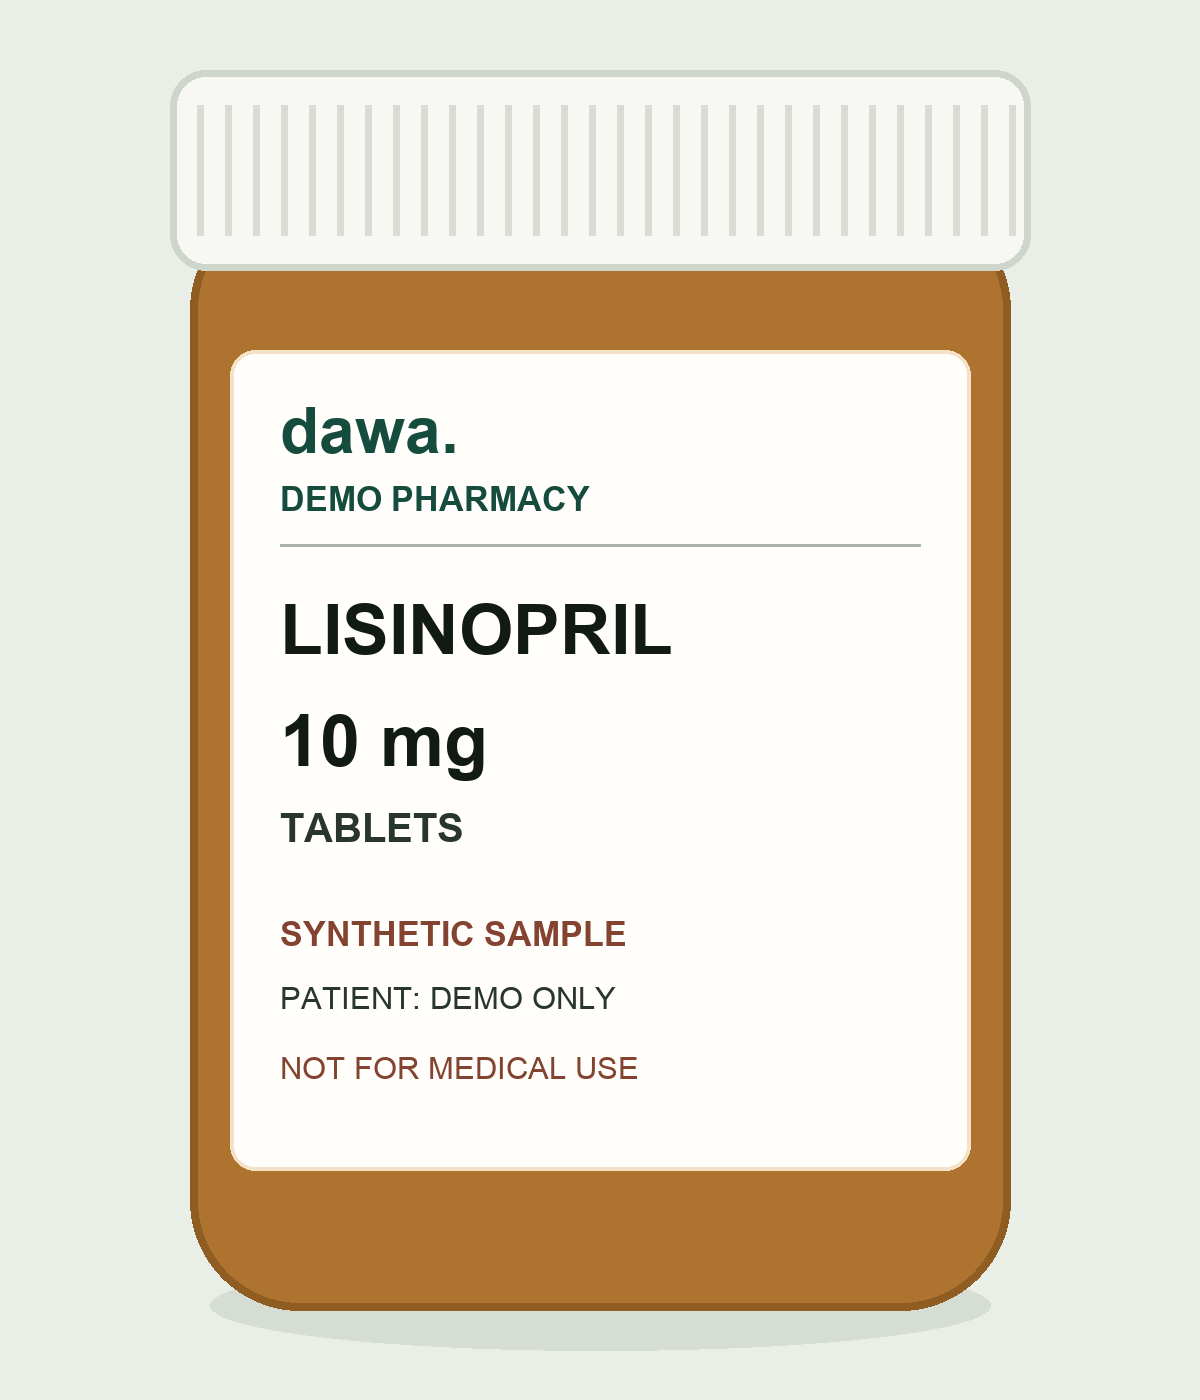 dawa.
DEMO PHARMACY
LISINOPRIL
10 mg
TABLETS
SYNTHETIC SAMPLE
PATIENT: DEMO ONLY
NOT FOR MEDICAL USE